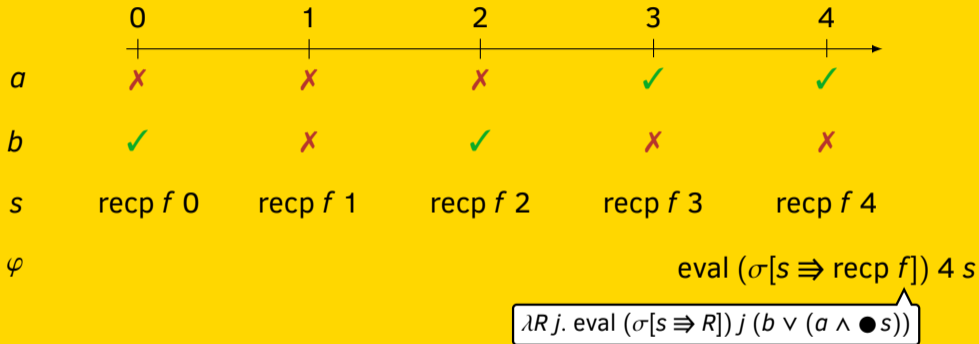 0 1 2 3 4
a ✗ ✗ ✗ ✓ ✓
b ✓ ✗ ✓ ✗ ✗
s recp f 0 recp f 1 recp f 2 recp f 3 recp f 4
φ eval (σ[s ⇛ recp f]) 4 s
λR j. eval (σ[s ⇛ R]) j (b ∨ (a ∧ ● s))